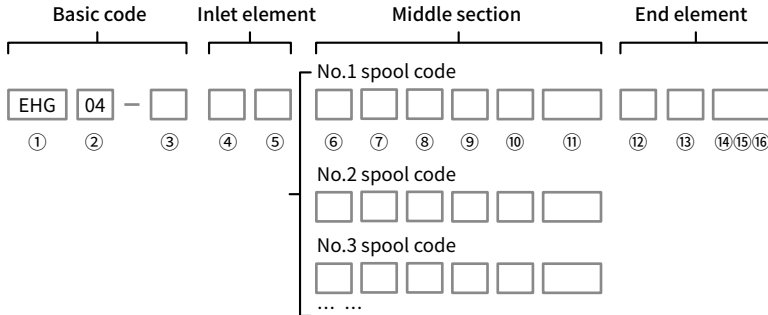 Basic code Inlet element Middle section End element
No.1 spool code
EHG 04 –
① ② ③ ④ ⑤ ⑥ ⑦ ⑧ ⑨ ⑩ ⑪ ⑫ ⑬ ⑭⑮⑯
No.2 spool code
No.3 spool code
... ...